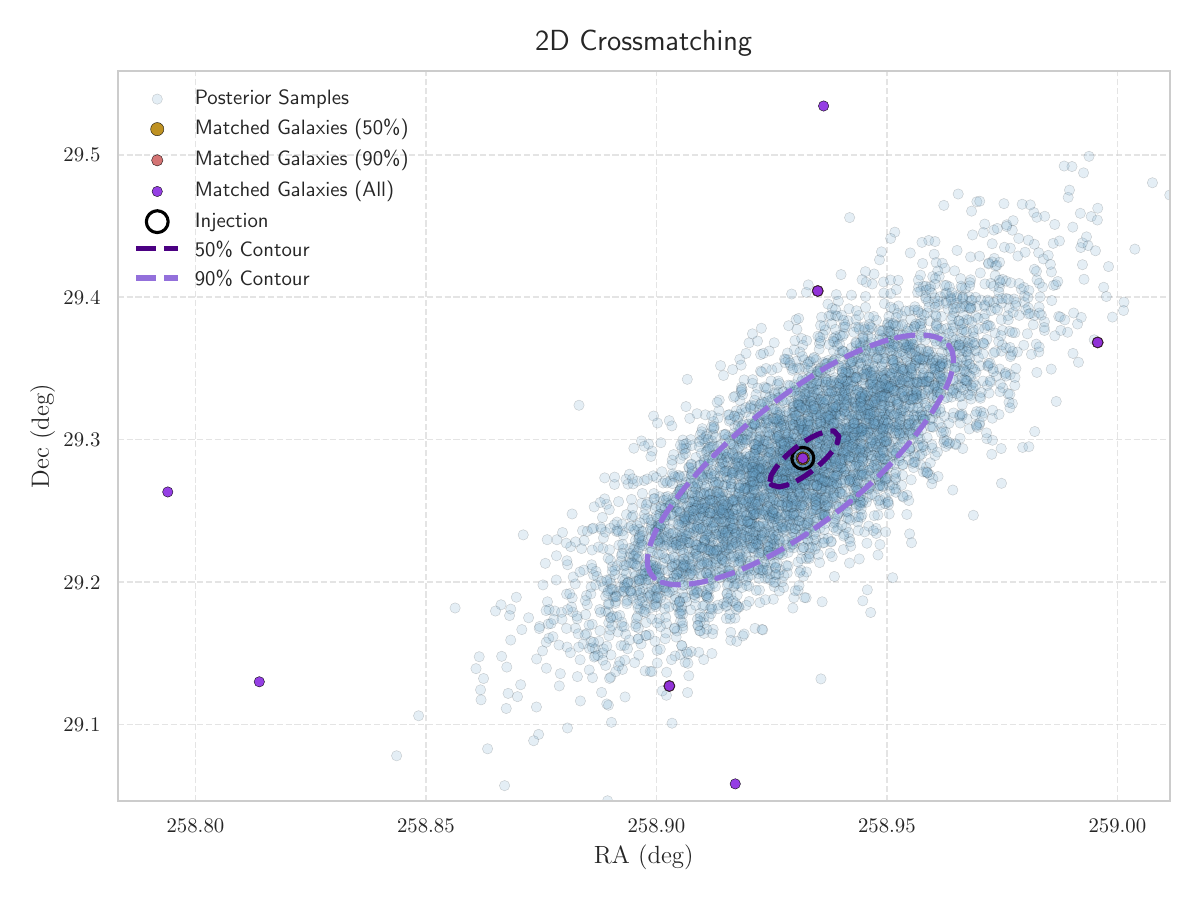 2D Crossmatching
Posterior Samples
Matched Galaxies (50%)
Matched Galaxies (90%)
Matched Galaxies (All)
Injection
50% Contour
90% Contour
29.5
29.4
29.3
29.2
29.1
Dec (deg)
258.80 258.85 258.90 258.95 259.00
RA (deg)